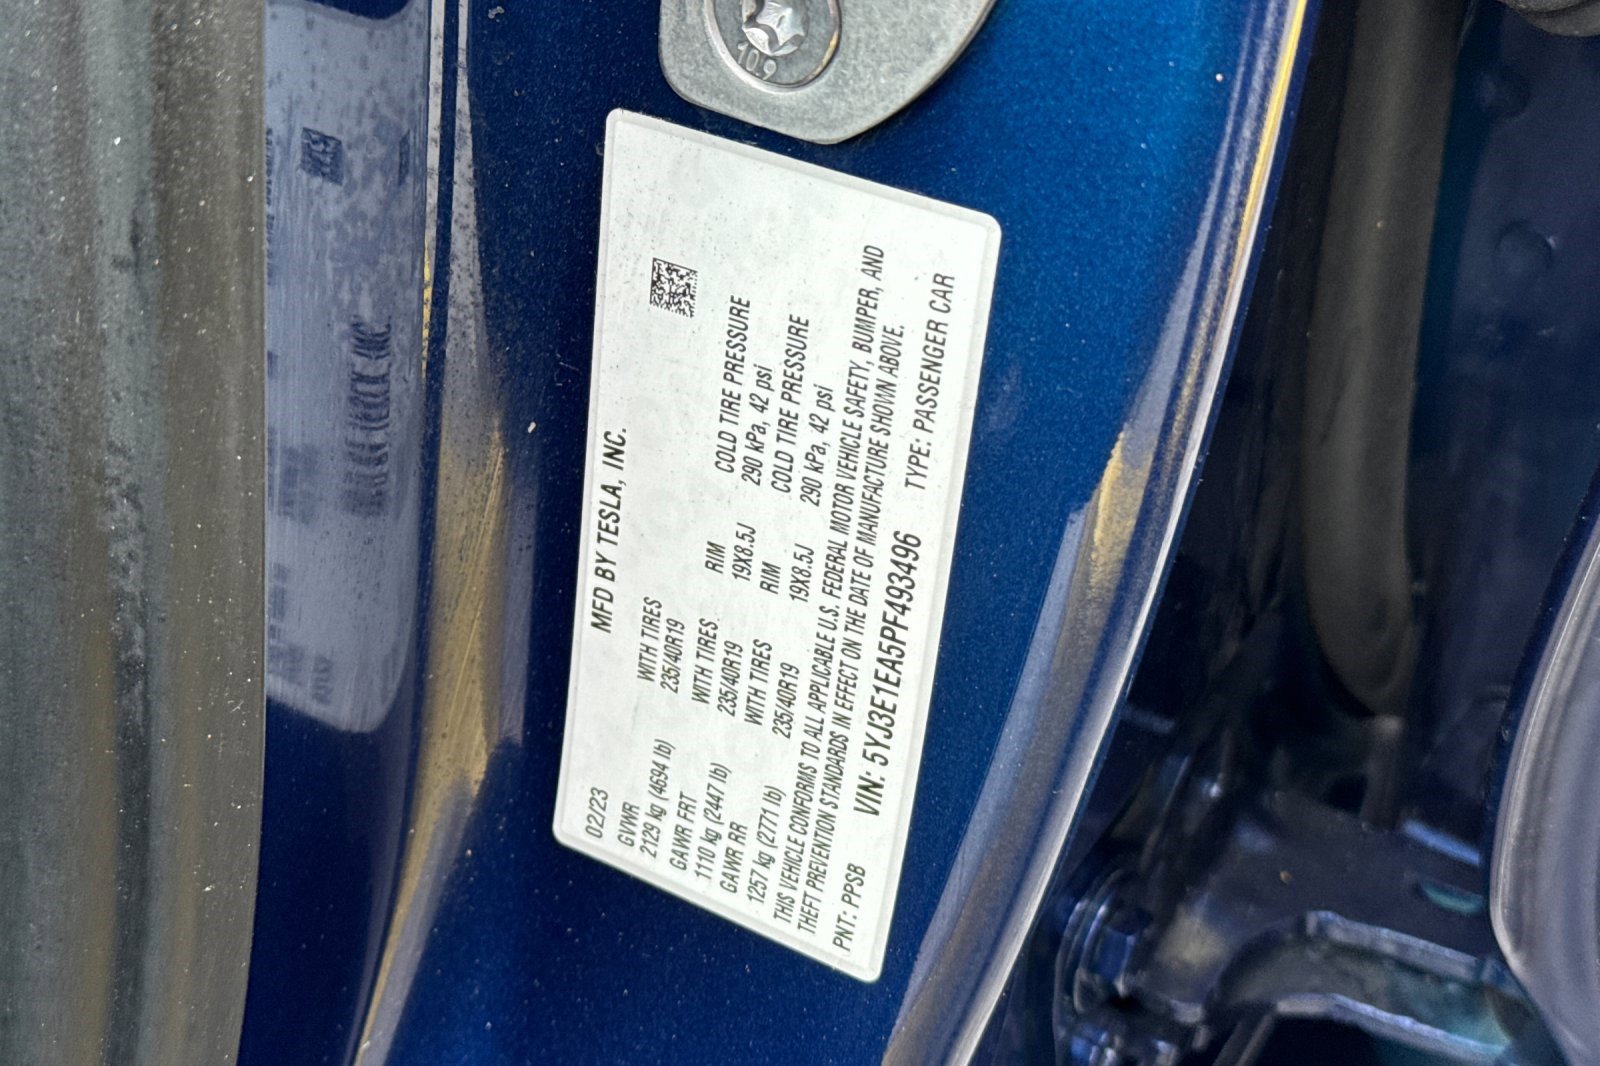 10.9
MFD BY TESLA, INC.
02/23
GVWR WITH TIRES RIM COLD TIRE PRESSURE
2129 kg (4694 lb) 235/40R19 19X8.5J 290 kPa, 42 psi
GAWR FRT WITH TIRES RIM COLD TIRE PRESSURE
1110 kg (2447 lb) 235/40R19 19X8.5J 290 kPa, 42 psi
GAWR RR WITH TIRES
1257 kg (2771 lb) 235/40R19
THIS VEHICLE CONFORMS TO ALL APPLICABLE U.S. FEDERAL MOTOR VEHICLE SAFETY, BUMPER, AND
THEFT PREVENTION STANDARDS IN EFFECT ON THE DATE OF MANUFACTURE SHOWN ABOVE.
VIN: 5YJ3E1EA5PF493496 TYPE: PASSENGER CAR
PNT: PPSB